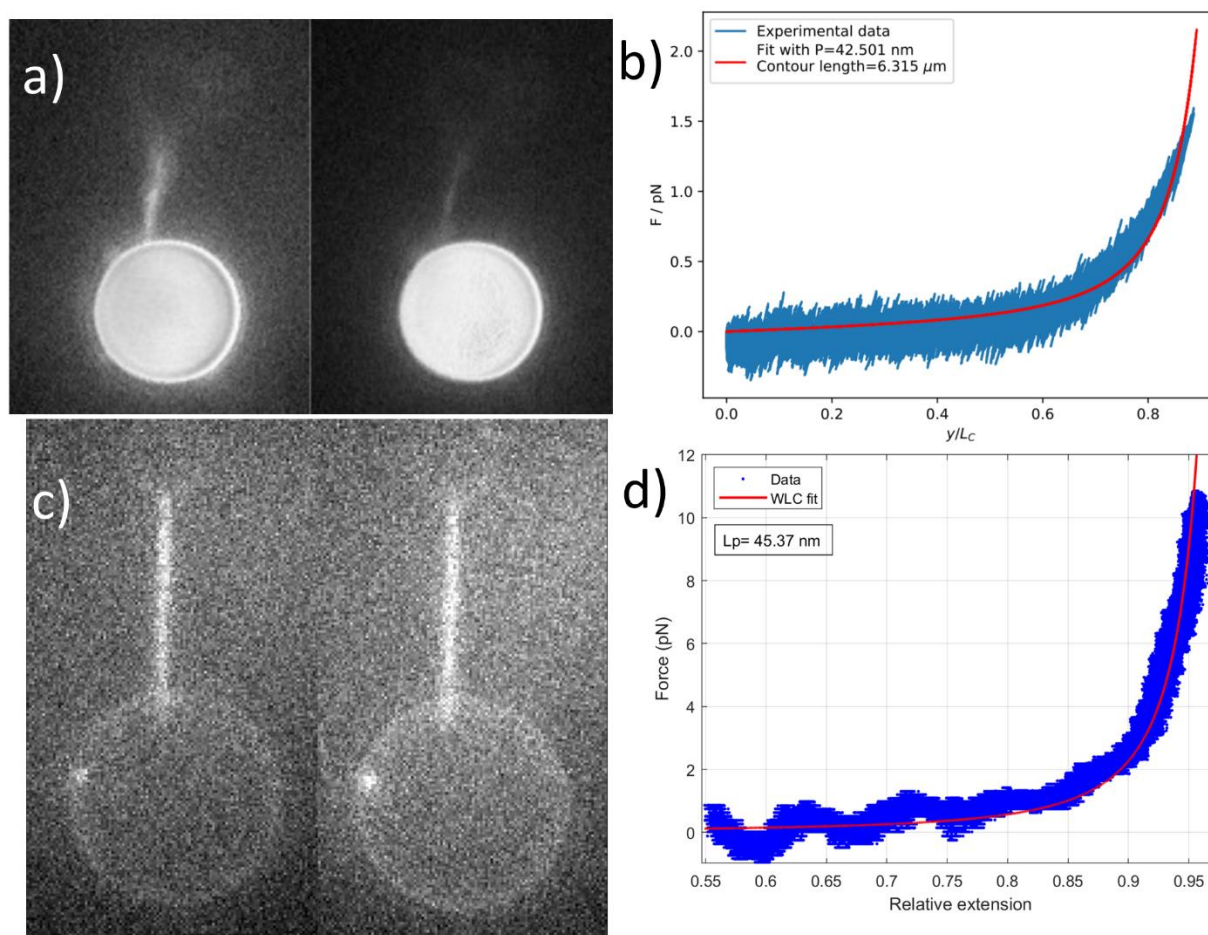 a)
b)
Experimental data
Fit with P=42.501 nm
Contour length=6.315 μm
2.0
1.5
1.0
0.5
0.0
F / pN
0.0 0.2 0.4 0.6 0.8
y/L_C
c)
d)
Data
WLC fit
Lp= 45.37 nm
12
10
8
6
4
2
0
Force (pN)
0.55 0.6 0.65 0.7 0.75 0.8 0.85 0.9 0.95
Relative extension